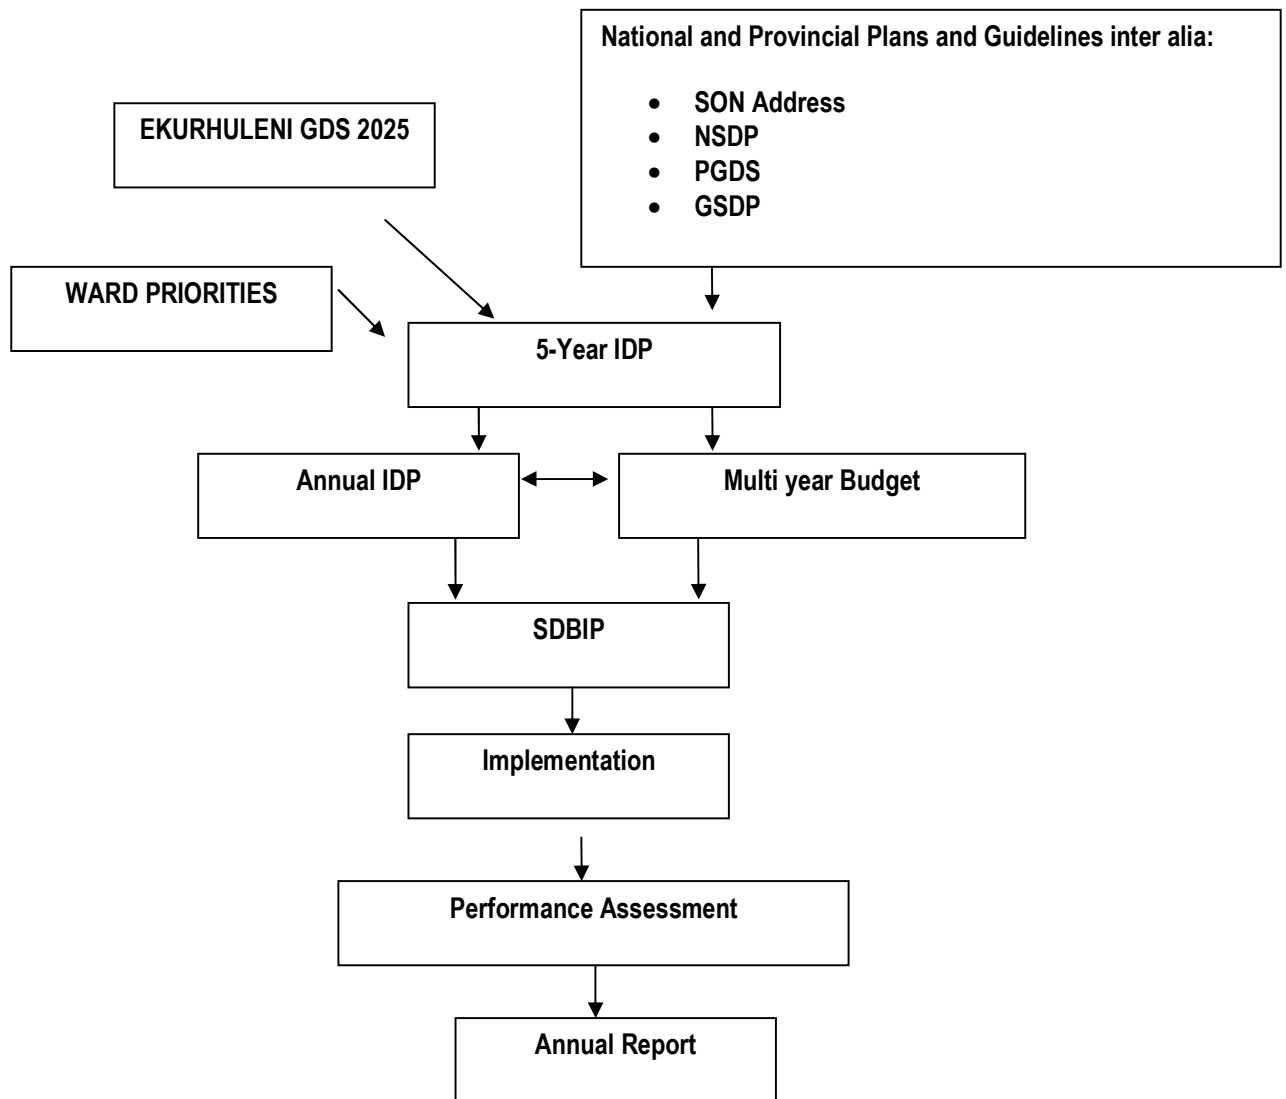 National and Provincial Plans and Guidelines inter alia:
• SON Address
• NSDP
• PGDS
• GSDP
EKURHULENI GDS 2025
WARD PRIORITIES
5-Year IDP
Annual IDP
Multi year Budget
SDBIP
Implementation
Performance Assessment
Annual Report